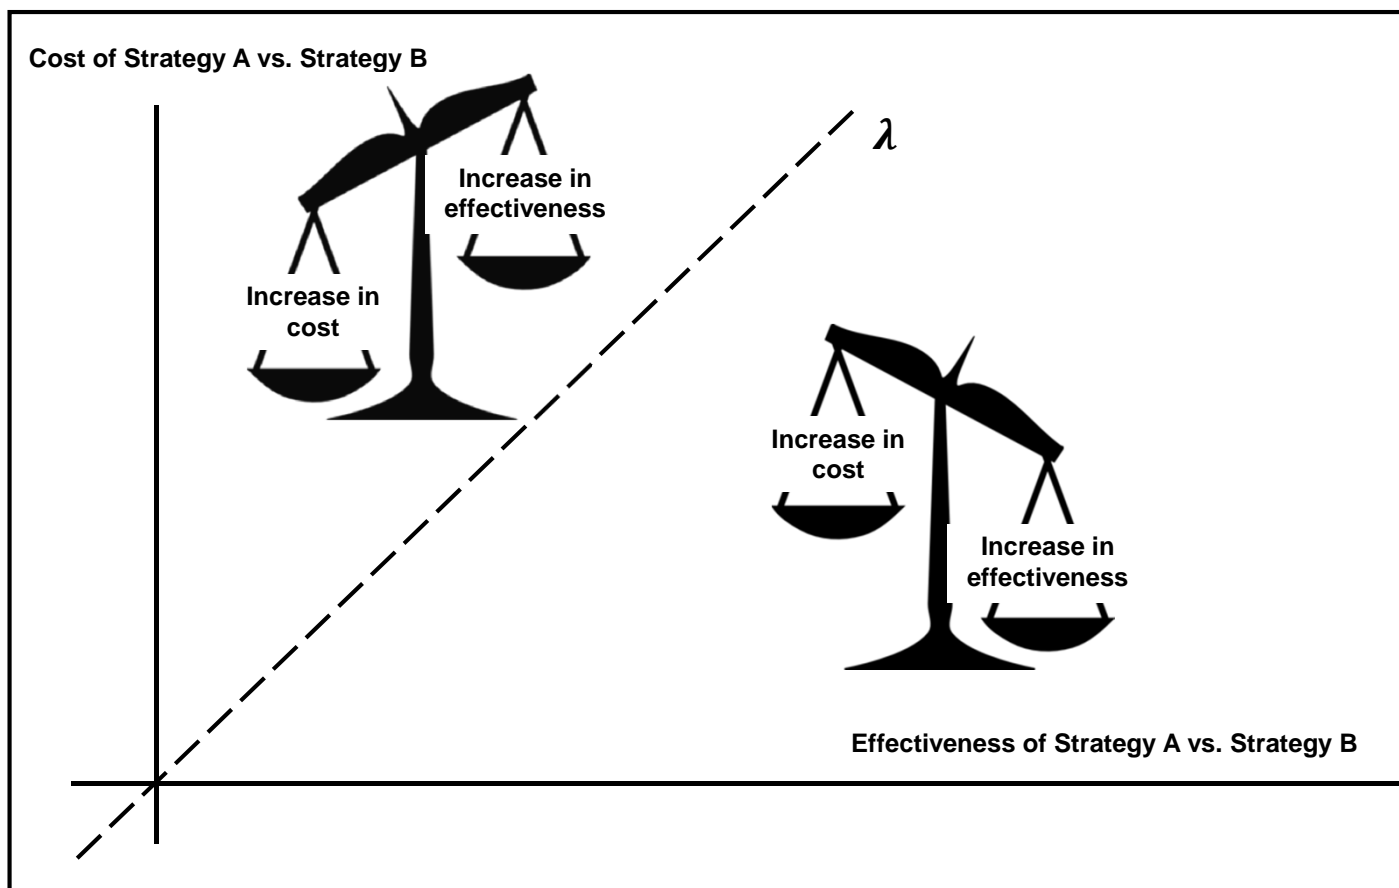 Cost of Strategy A vs. Strategy B
λ
Increase in
effectiveness
Increase in
cost
Increase in
cost
Increase in
effectiveness
Effectiveness of Strategy A vs. Strategy B